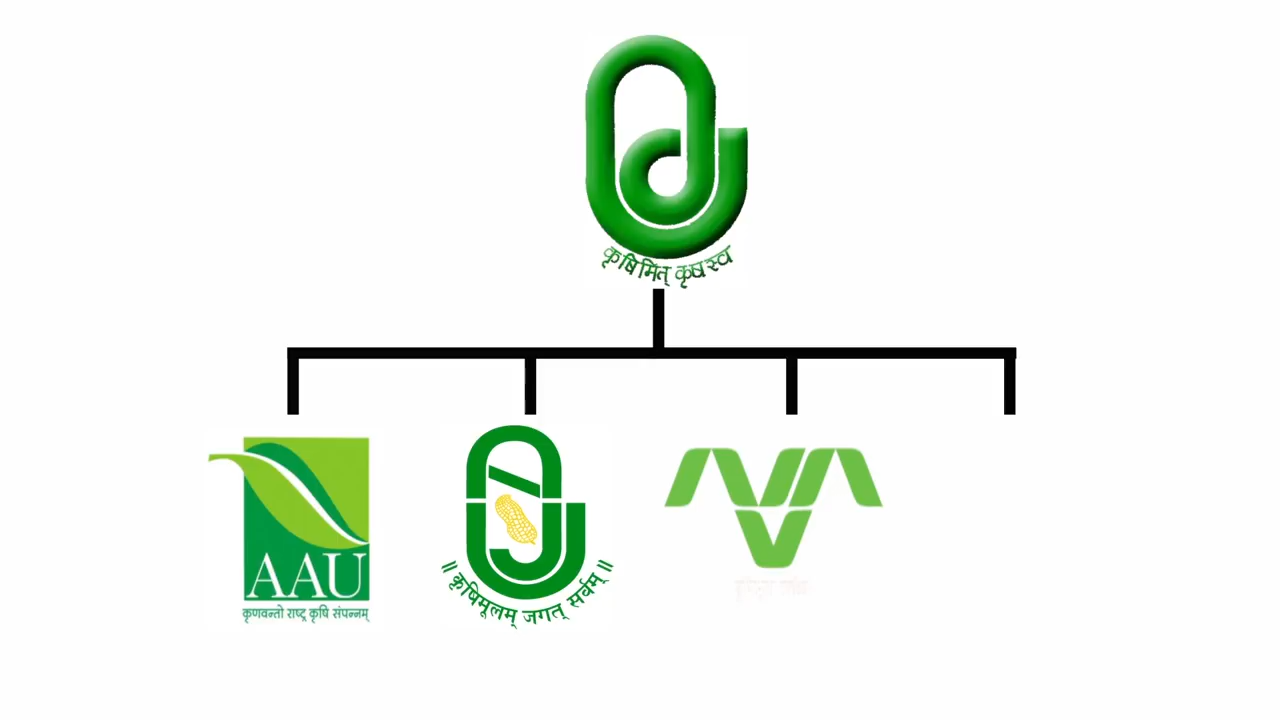 कृषिमित् कृषस्व
AAU
कृणवन्तो राष्ट्र कृषि संपन्नम्
॥ कृषिमूलम् जगत् सर्वम् ॥